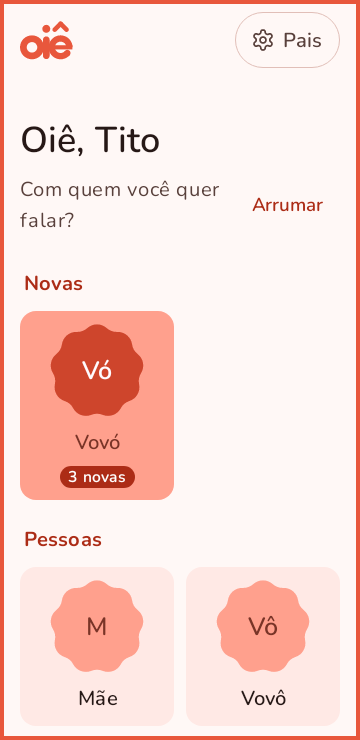 oiê
Pais
Oiê, Tito
Com quem você quer
falar?
Arrumar
Novas
Vó
Vovó
3 novas
Pessoas
M
Vô
Mãe
Vovô